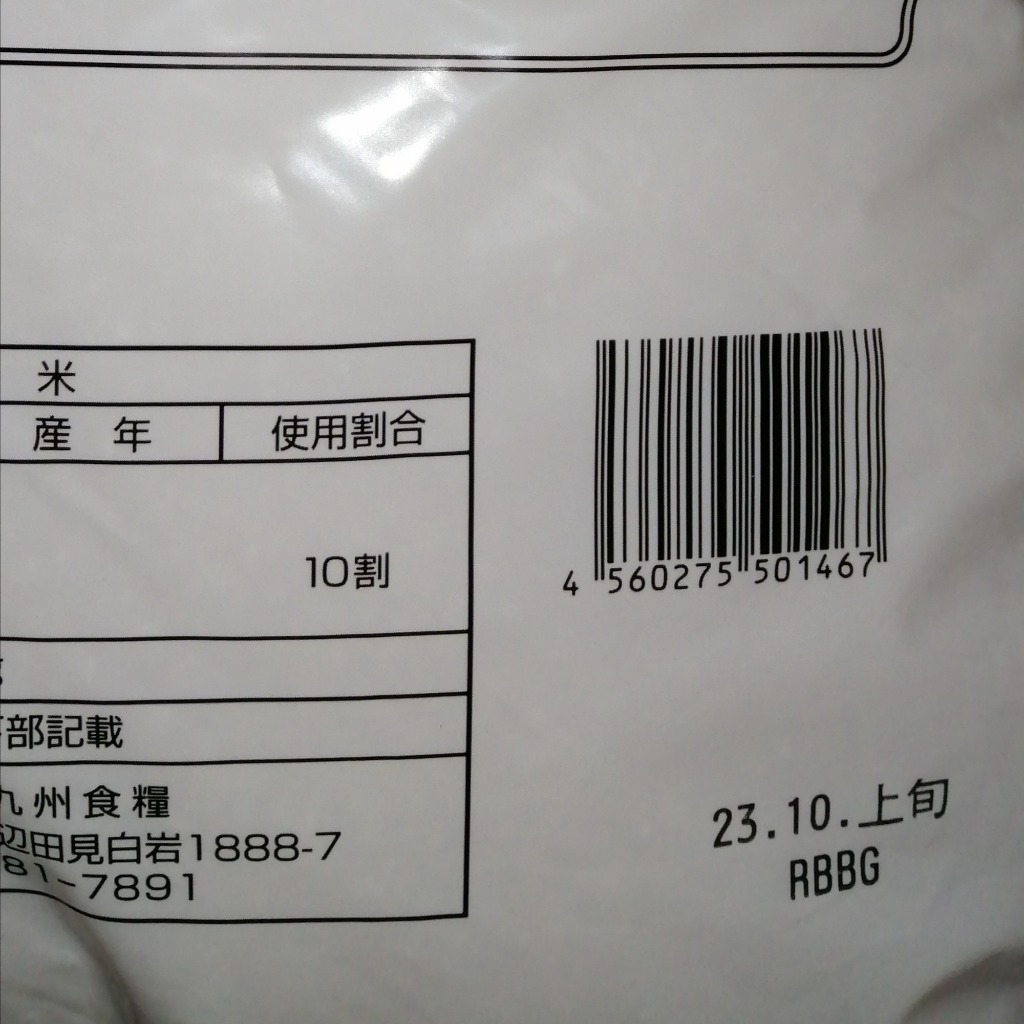 米
産 年 使用割合
10割
部記載
九州食糧
辺田見白岩1888-7
81-7891
4 560275 501467
23.10.上旬
RBBG